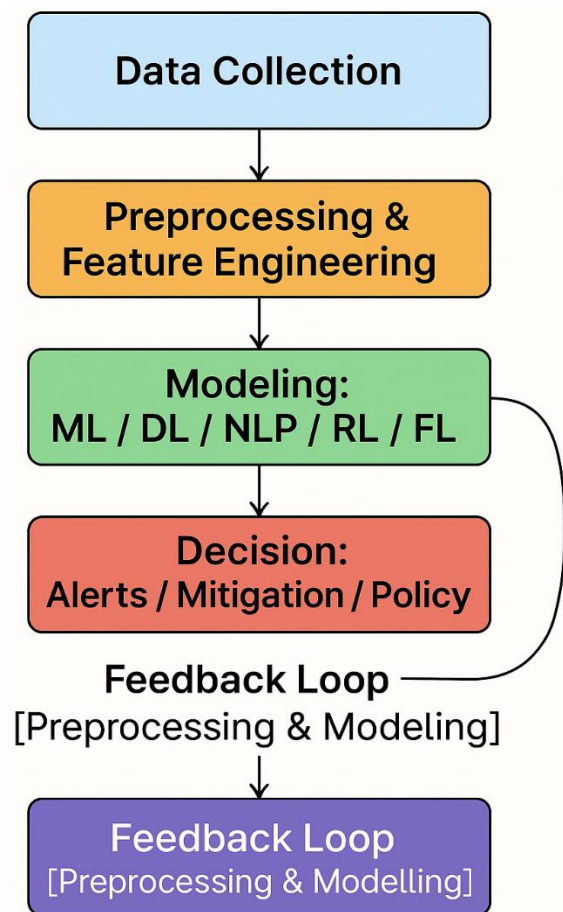 Data Collection
Preprocessing &
Feature Engineering
Modeling:
ML / DL / NLP / RL / FL
Decision:
Alerts / Mitigation / Policy
Feedback Loop
[Preprocessing & Modeling]
Feedback Loop
[Preprocessing & Modelling]